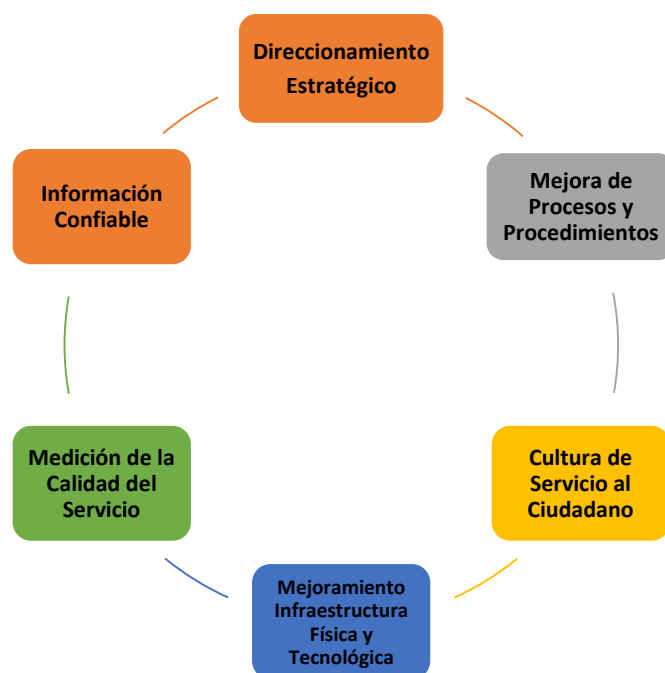 Direccionamiento
Estratégico
Mejora de
Procesos y
Procedimientos
Cultura de
Servicio al
Ciudadano
Mejoramiento
Infraestructura
Física y
Tecnológica
Medición de la
Calidad del
Servicio
Información
Confiable